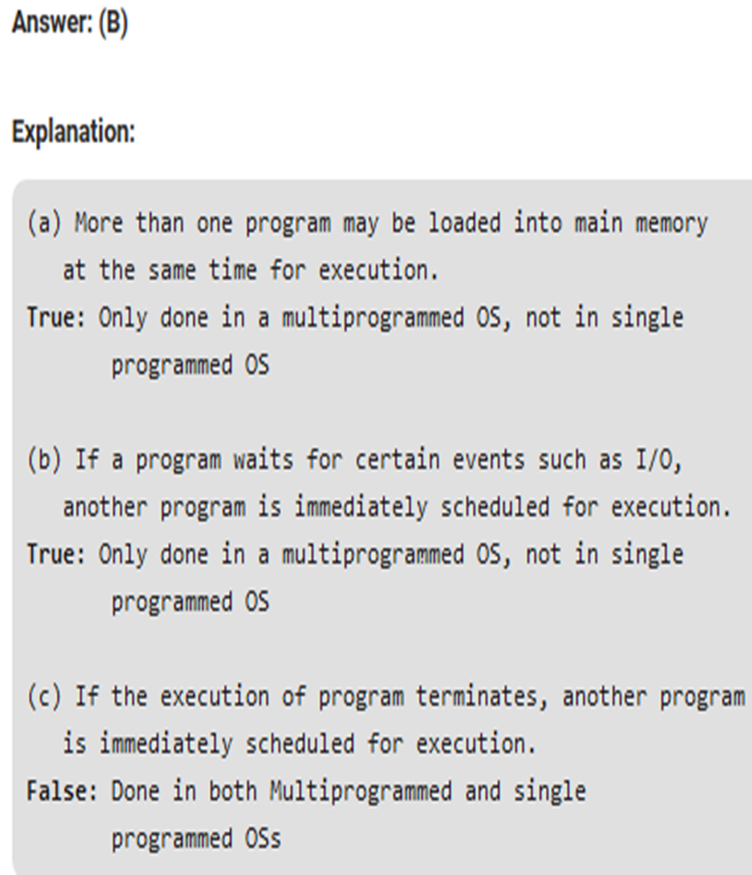 Answer: (B)
Explanation:
(a) More than one program may be loaded into main memory
at the same time for execution.
True: Only done in a multiprogrammed OS, not in single
programmed OS
(b) If a program waits for certain events such as I/O,
another program is immediately scheduled for execution.
True: Only done in a multiprogrammed OS, not in single
programmed OS
(c) If the execution of program terminates, another program
is immediately scheduled for execution.
False: Done in both Multiprogrammed and single
programmed OSs